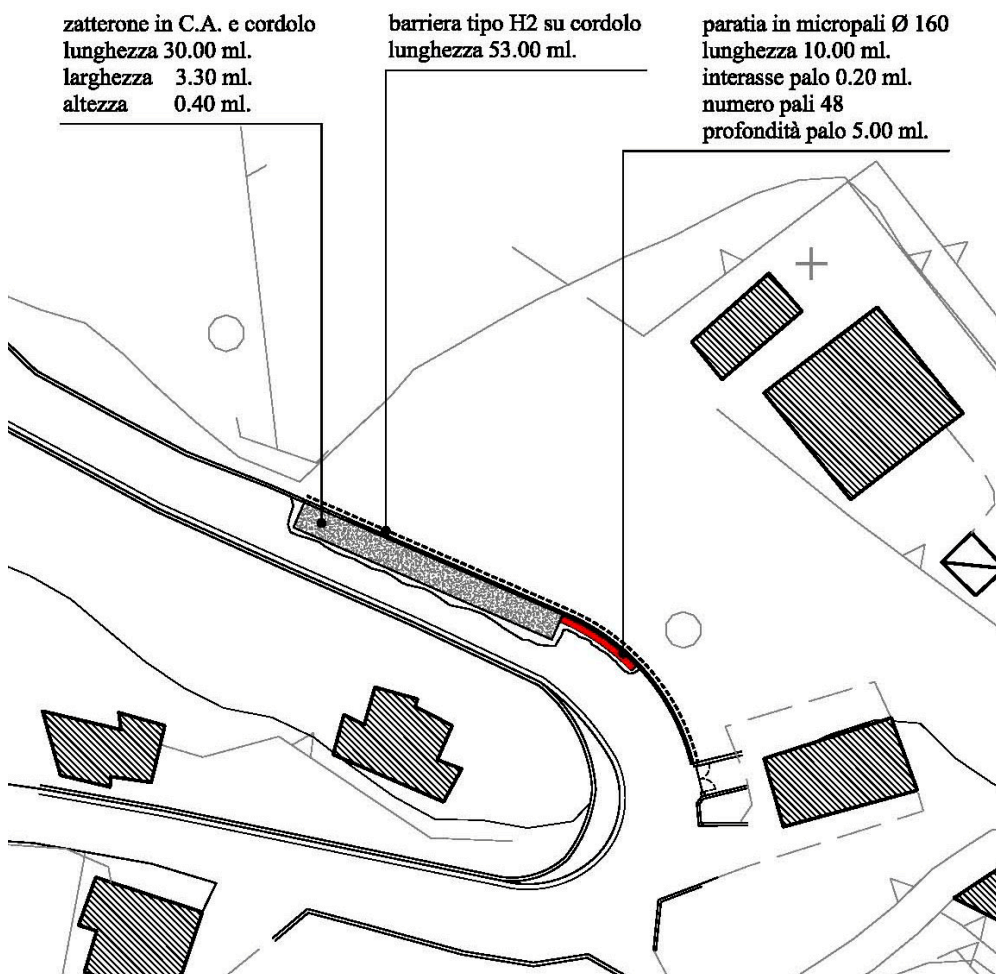 zatterone in C.A. e cordolo
lunghezza 30.00 ml.
larghezza 3.30 ml.
altezza 0.40 ml.
barriera tipo H2 su cordolo
lunghezza 53.00 ml.
paratia in micropali Ø 160
lunghezza 10.00 ml.
interasse palo 0.20 ml.
numero pali 48
profondità palo 5.00 ml.